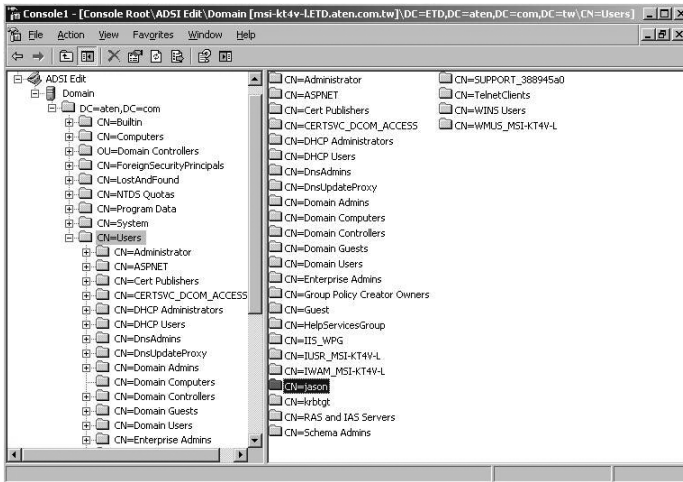 Console1 - [Console Root\ADSI Edit\Domain [msi-kt4v-l.ETD.aten.com.tw]\DC=ETD,DC=aten,DC=com,DC=tw\CN=Users]
File Action View Favorites Window Help
ADSI Edit
Domain
DC=aten,DC=com
CN=Builtin
CN=Computers
OU=Domain Controllers
CN=ForeignSecurityPrincipals
CN=LostAndFound
CN=NTDS Quotas
CN=Program Data
CN=System
CN=Users
CN=Administrator
CN=ASPNET
CN=Cert Publishers
CN=CERTSVC_DCOM_ACCESS
CN=DHCP Administrators
CN=DHCP Users
CN=DnsAdmins
CN=DnsUpdateProxy
CN=Domain Admins
CN=Domain Computers
CN=Domain Controllers
CN=Domain Guests
CN=Domain Users
CN=Enterprise Admins
CN=Administrator
CN=ASPNET
CN=Cert Publishers
CN=CERTSVC_DCOM_ACCESS
CN=DHCP Administrators
CN=DHCP Users
CN=DnsAdmins
CN=DnsUpdateProxy
CN=Domain Admins
CN=Domain Computers
CN=Domain Controllers
CN=Domain Guests
CN=Domain Users
CN=Enterprise Admins
CN=Group Policy Creator Owners
CN=Guest
CN=HelpServicesGroup
CN=IIS_WPG
CN=IUSR_MSI-KT4V-L
CN=IWAM_MSI-KT4V-L
CN=jason
CN=krbtgt
CN=RAS and IAS Servers
CN=Schema Admins
CN=SUPPORT_388945a0
CN=TelnetClients
CN=WINS Users
CN=WMUS_MSI-KT4V-L